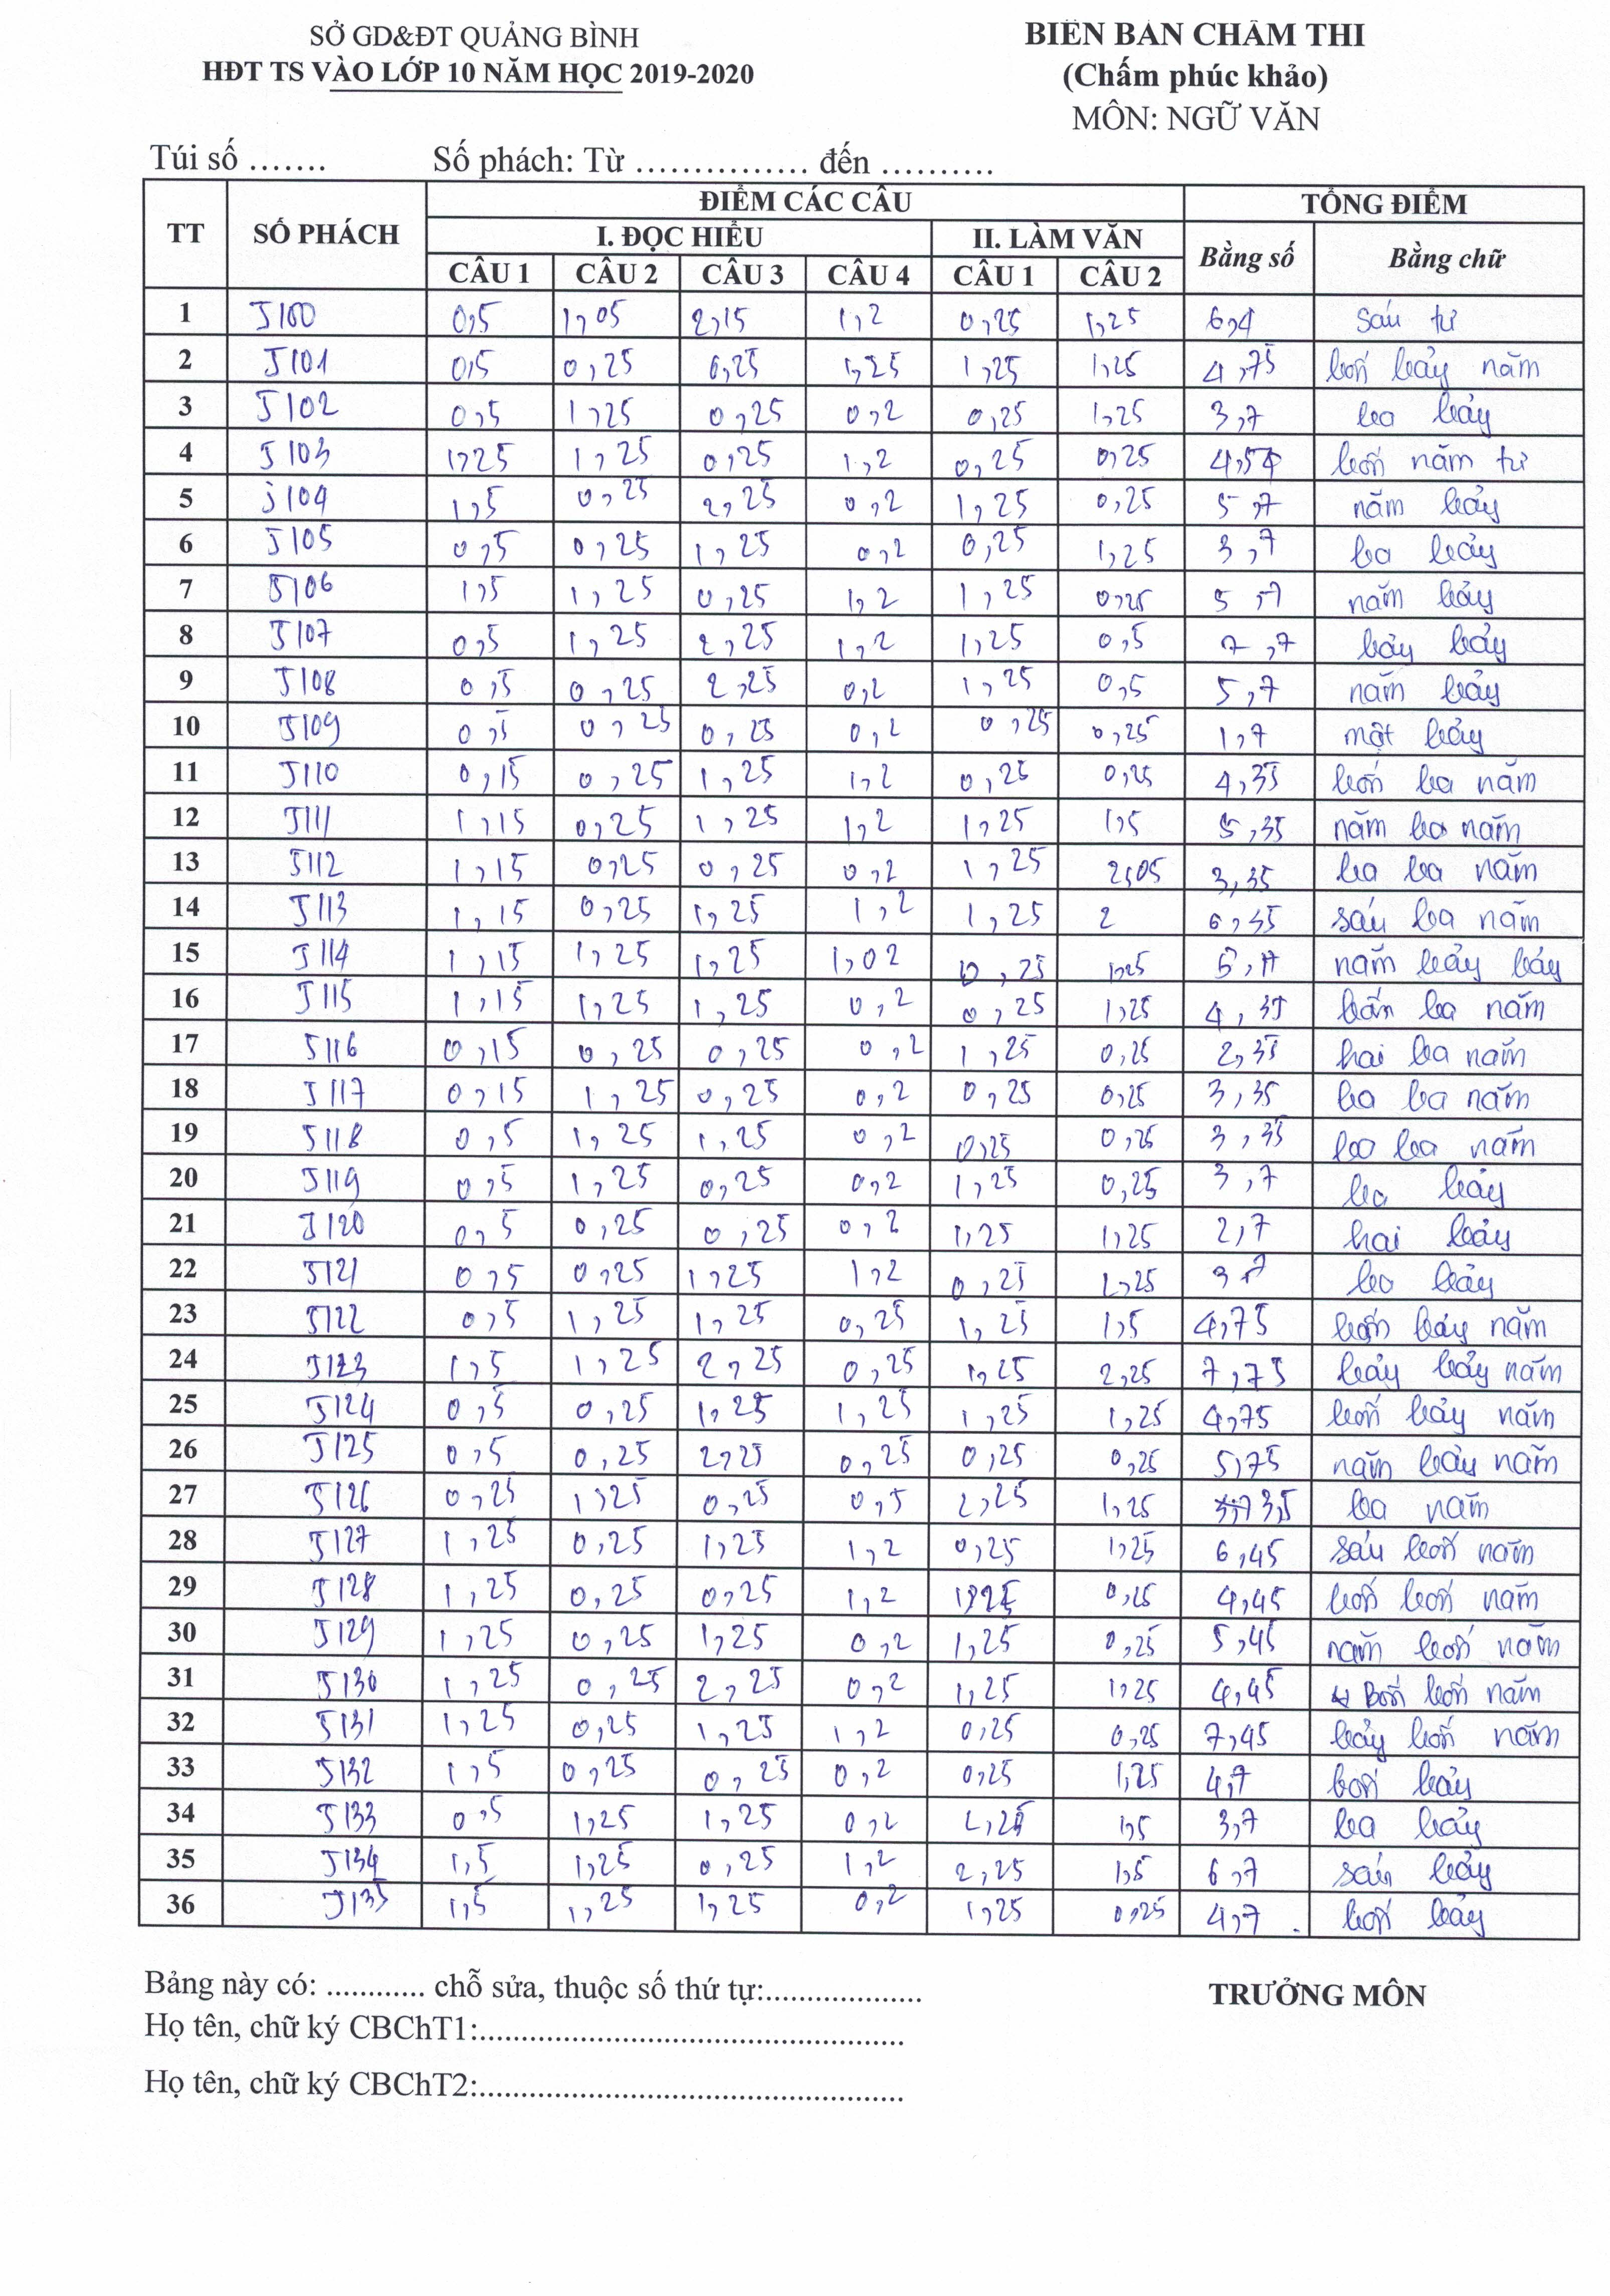 SỞ GD&ĐT QUẢNG BÌNH
HĐT TS VÀO LỚP 10 NĂM HỌC 2019-2020
BIÊN BẢN CHẤM THI
(Chấm phúc khảo)
MÔN: NGỮ VĂN
Túi số ....... Số phách: Từ ............... đến ..........
TT SỐ PHÁCH ĐIỂM CÁC CÂU TỔNG ĐIỂM
I. ĐỌC HIỂU II. LÀM VĂN Bằng số Bằng chữ
CÂU 1 CÂU 2 CÂU 3 CÂU 4 CÂU 1 CÂU 2
1 J100 0,5 1,05 2,15 1,2 0,25 1,25 6,4 sáu tư
2 J101 0,5 0,25 0,25 1,25 1,25 1,25 4,75 bốn bảy năm
3 J102 0,5 1,25 0,25 0,2 0,25 1,25 3,7 ba bảy
4 J103 1,25 1,25 0,25 1,2 0,25 0,25 4,54 bốn năm tư
5 J104 1,5 0,25 2,25 0,2 1,25 0,25 5,7 năm bảy
6 J105 0,5 0,25 1,25 0,2 0,25 1,25 3,7 ba bảy
7 J106 1,5 1,25 0,25 1,2 1,25 0,25 5,7 năm bảy
8 J107 0,5 1,25 2,25 1,2 1,25 0,5 7,7 bảy bảy
9 J108 0,5 0,25 2,25 0,2 1,25 0,5 5,7 năm bảy
10 J109 0,5 0,25 0,25 0,2 0,25 0,25 1,7 một bảy
11 J110 0,15 0,25 1,25 1,2 0,25 0,25 4,35 bốn ba năm
12 J111 1,15 0,25 1,25 1,2 1,25 1,5 5,35 năm ba năm
13 J112 1,15 0,25 0,25 0,2 1,25 2,05 3,35 ba ba năm
14 J113 1,15 0,25 1,25 1,2 1,25 2 6,35 sáu ba năm
15 J114 1,15 1,25 1,25 1,02 0,25 1,25 5,77 năm bảy bảy
16 J115 1,15 1,25 1,25 0,2 0,25 1,25 4,35 bốn ba năm
17 J116 0,15 0,25 0,25 0,2 1,25 0,25 2,35 hai ba năm
18 J117 0,15 1,25 0,25 0,2 0,25 0,25 3,35 ba ba năm
19 J118 0,5 1,25 1,25 0,2 0,25 0,25 3,35 ba ba năm
20 J119 0,5 1,25 0,25 0,2 1,25 0,25 3,7 ba bảy
21 J120 0,5 0,25 0,25 0,2 1,25 1,25 2,7 hai bảy
22 J121 0,5 0,25 1,25 1,2 0,25 1,25 3,7 ba bảy
23 J122 0,5 1,25 1,25 0,25 1,25 1,5 4,75 bốn bảy năm
24 J123 1,5 1,25 2,25 0,25 1,25 2,25 7,75 bảy bảy năm
25 J124 0,5 0,25 1,25 1,25 1,25 1,25 4,75 bốn bảy năm
26 J125 0,5 0,25 2,25 0,25 0,25 0,25 5,75 năm bảy năm
27 J126 0,25 1,25 0,25 0,5 2,25 1,25 3,5 ba năm
28 J127 1,25 0,25 1,25 1,2 0,25 1,25 6,45 sáu bốn năm
29 J128 1,25 0,25 0,25 1,2 1,25 0,25 4,45 bốn bốn năm
30 J129 1,25 0,25 1,25 0,2 1,25 0,25 5,45 năm bốn năm
31 J130 1,25 0,25 2,25 0,2 1,25 1,25 4,45 Bốn bốn năm
32 J131 1,25 0,25 1,25 1,2 0,25 0,25 7,45 bảy bốn năm
33 J132 1,5 0,25 0,25 0,2 0,25 1,25 4,7 bốn bảy
34 J133 0,5 1,25 1,25 0,2 2,25 1,5 3,7 ba bảy
35 J134 1,5 1,25 0,25 1,2 2,25 1,5 6,7 sáu bảy
36 J135 1,5 1,25 1,25 0,2 1,25 0,25 4,7 bốn bảy
Bảng này có: ............ chỗ sửa, thuộc số thứ tự:...................
TRƯỞNG MÔN
Họ tên, chữ ký CBChT1:....................................................
Họ tên, chữ ký CBChT2:....................................................